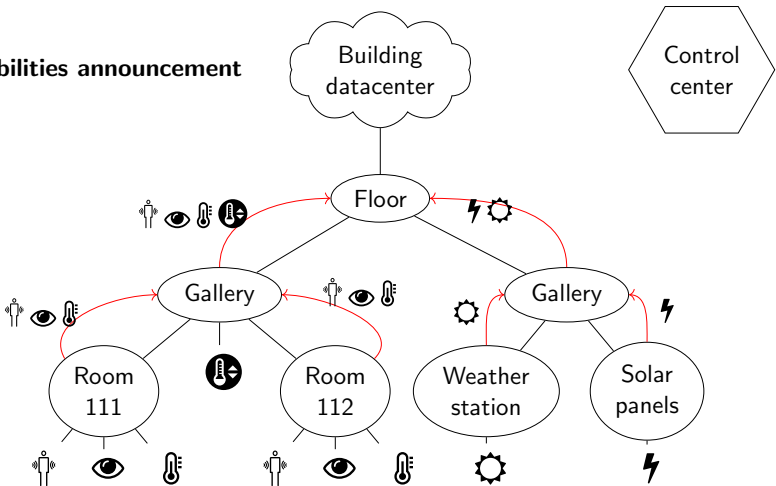 bilities announcement
Building
datacenter
Control
center
Floor
Gallery
Gallery
Room
111
Room
112
Weather
station
Solar
panels